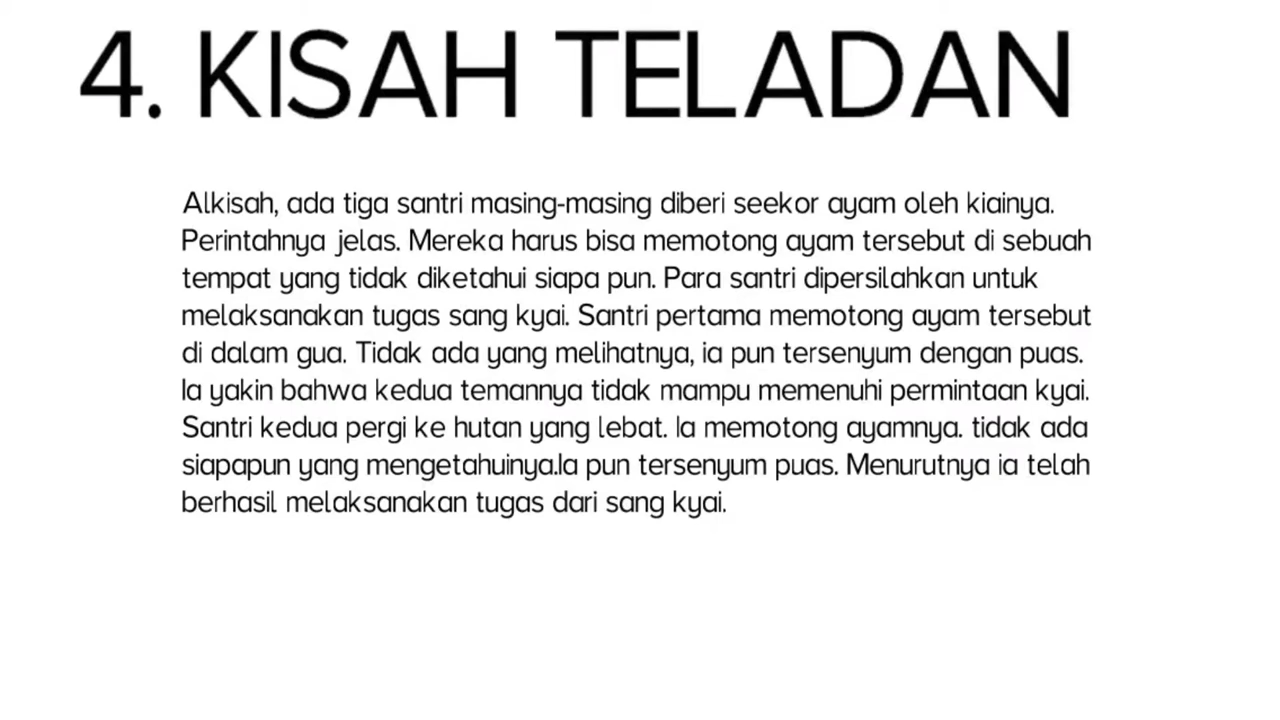 4. KISAH TELADAN
Alkisah, ada tiga santri masing-masing diberi seekor ayam oleh kiainya.
Perintahnya jelas. Mereka harus bisa memotong ayam tersebut di sebuah
tempat yang tidak diketahui siapa pun. Para santri dipersilahkan untuk
melaksanakan tugas sang kyai. Santri pertama memotong ayam tersebut
di dalam gua. Tidak ada yang melihatnya, ia pun tersenyum dengan puas.
Ia yakin bahwa kedua temannya tidak mampu memenuhi permintaan kyai.
Santri kedua pergi ke hutan yang lebat. Ia memotong ayamnya. tidak ada
siapapun yang mengetahuinya.Ia pun tersenyum puas. Menurutnya ia telah
berhasil melaksanakan tugas dari sang kyai.